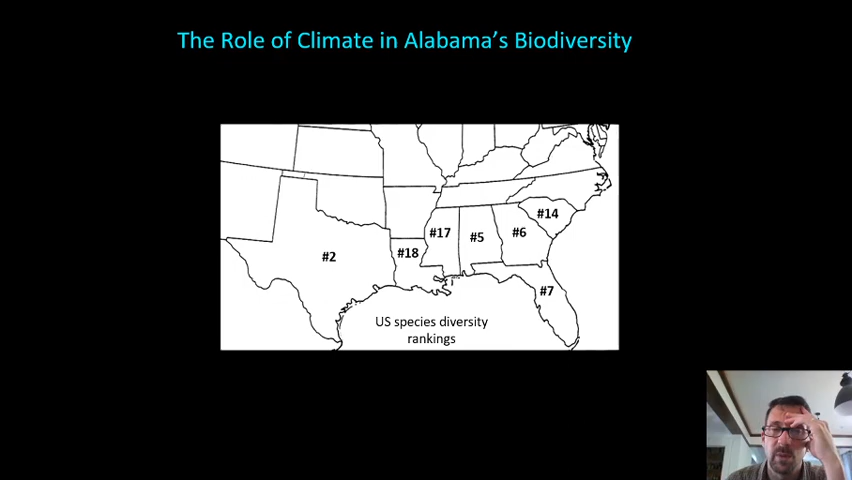 The Role of Climate in Alabama’s Biodiversity
#14
#17
#5
#6
#18
#2
#7
US species diversity
rankings